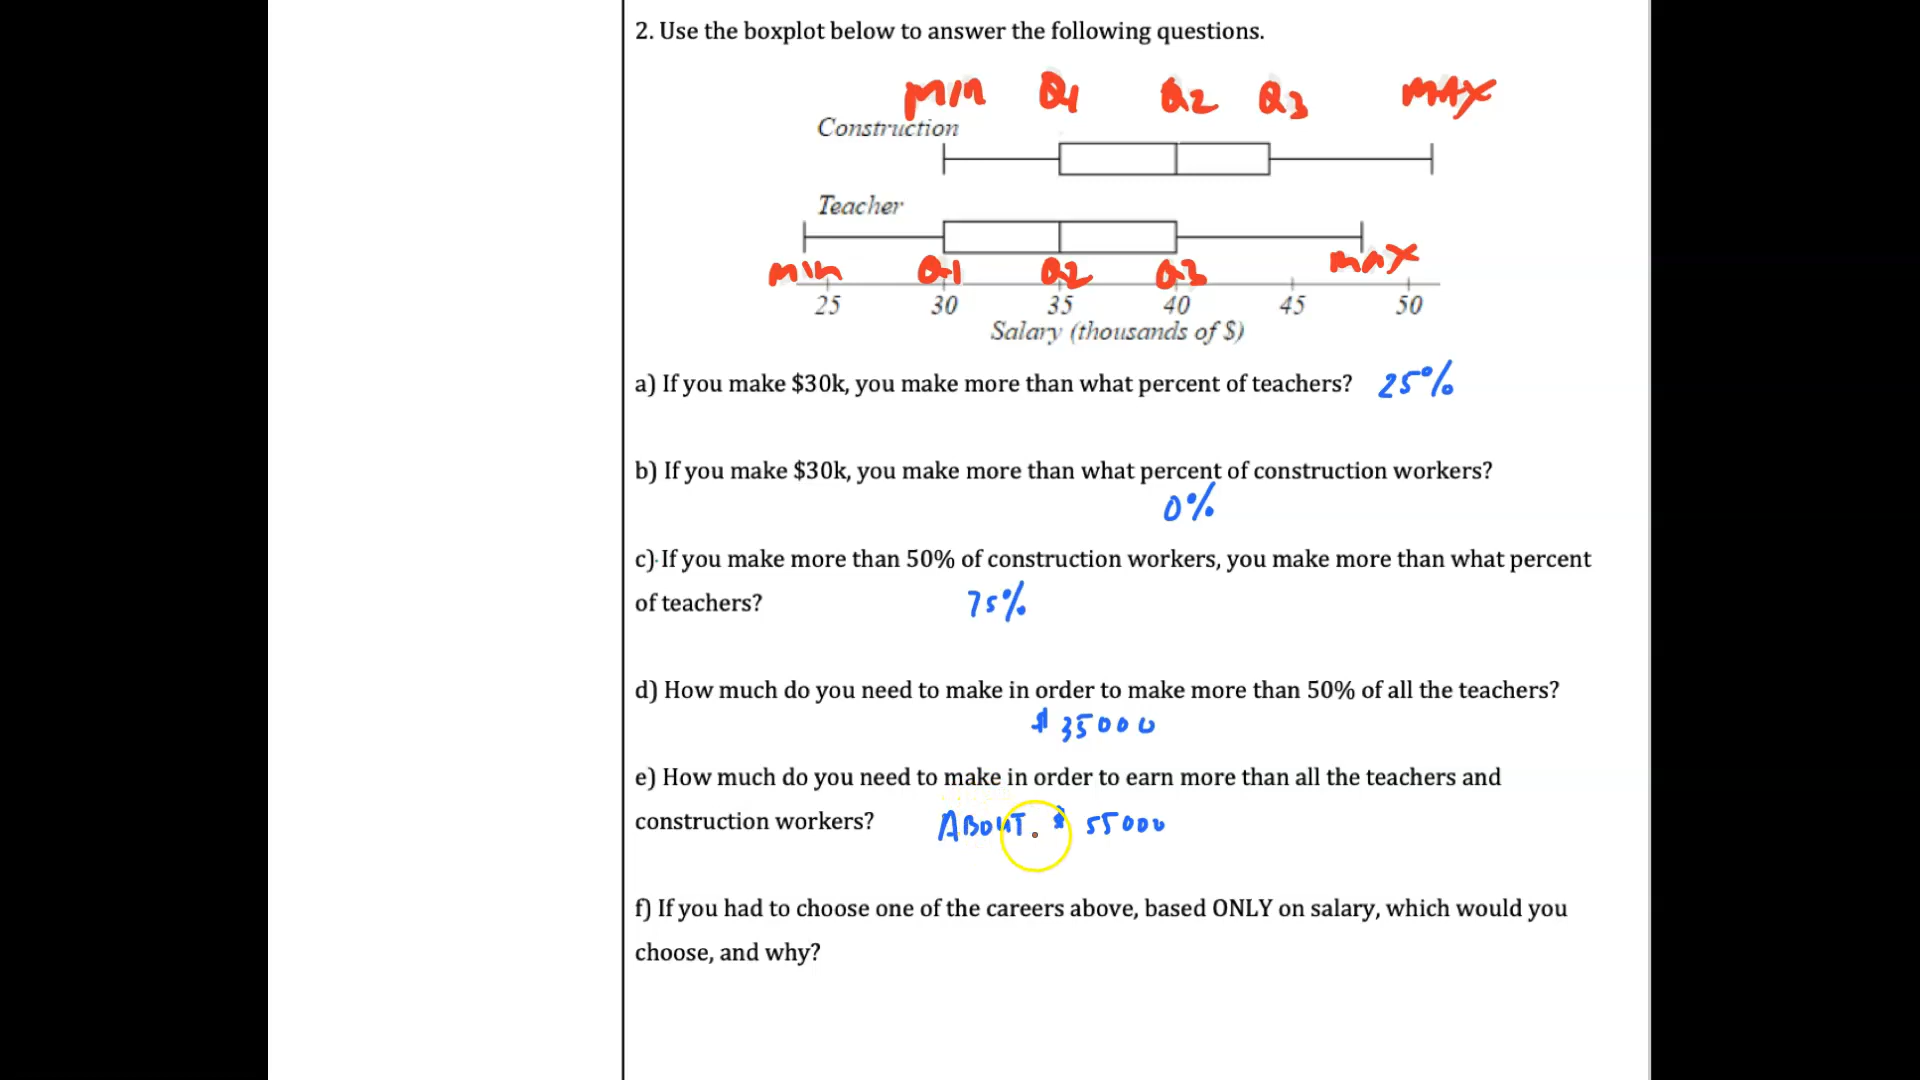 2. Use the boxplot below to answer the following questions.
MIN Q1 Q2 Q3 MAX
Construction
Teacher
MIN Q1 Q2 Q3 MAX
25 30 35 40 45 50
Salary (thousands of $)
a) If you make $30k, you make more than what percent of teachers? 25%
b) If you make $30k, you make more than what percent of construction workers?
0%
c) If you make more than 50% of construction workers, you make more than what percent
of teachers? 75%
d) How much do you need to make in order to make more than 50% of all the teachers?
$ 35000
e) How much do you need to make in order to earn more than all the teachers and
construction workers? ABOUT $ 55000
f) If you had to choose one of the careers above, based ONLY on salary, which would you
choose, and why?